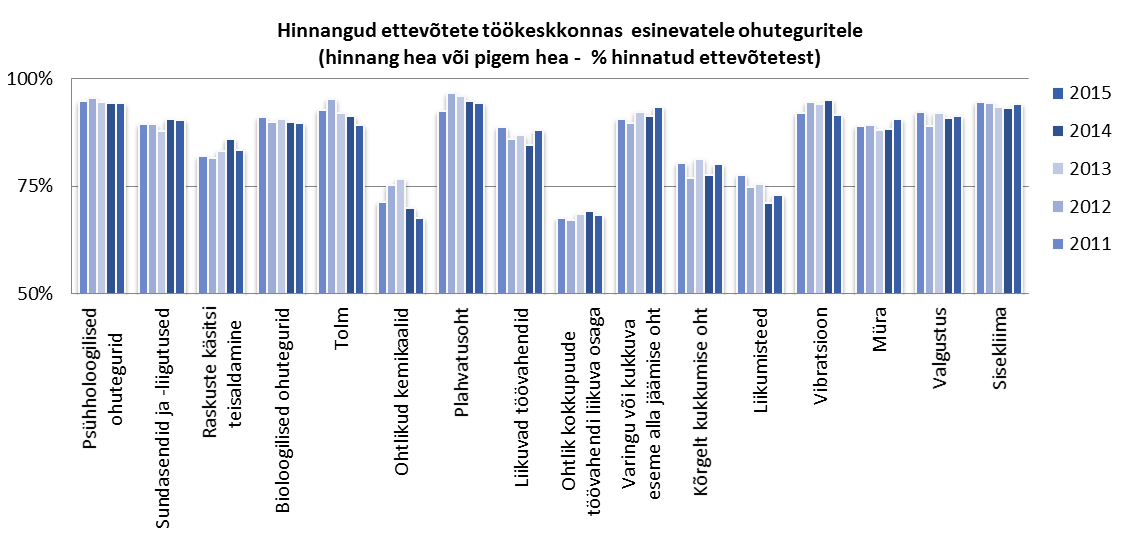 Hinnangud ettevõtete töökeskkonnas esinevatele ohuteguritele
(hinnang hea või pigem hea - % hinnatud ettevõtetest)
100%
75%
50%
2015
2014
2013
2012
2011
Psühholoogilised
ohutegurid
Sundasendid ja -liigutused
Raskuste käsitsi
teisaldamine
Bioloogilised ohutegurid
Tolm
Ohtlikud kemikaalid
Plahvatusoht
Liikuvad töövahendid
Ohtlik kokkupuude
töövahendi liikuva osaga
Varingu või kukkuva
eseme alla jäämise oht
Kõrgelt kukkumise oht
Liikumisteed
Vibratsioon
Müra
Valgustus
Sisekliima